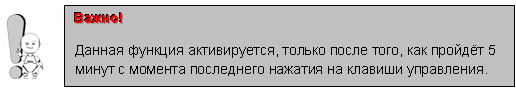 Важно!
Данная функция активируется, только после того, как пройдёт 5
минут с момента последнего нажатия на клавиши управления.